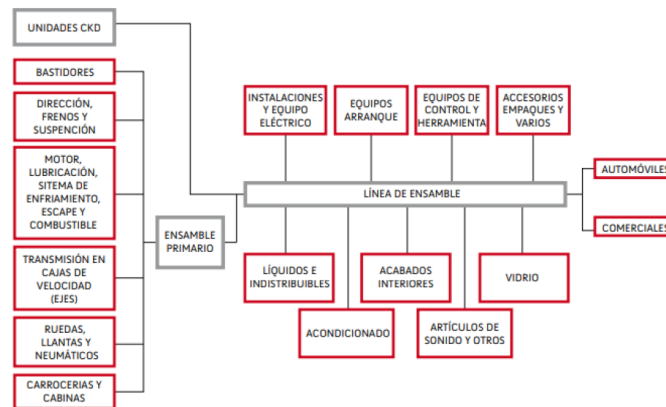 UNIDADES CKD
BASTIDORES
DIRECCIÓN,
FRENOS Y
SUSPENCIÓN
MOTOR,
LUBRICACIÓN,
SITEMA DE
ENFRIAMIENTO,
ESCAPE Y
COMBUSTIBLE
TRANSMISIÓN EN
CAJAS DE
VELOCIDAD
(EJES)
RUEDAS,
LLANTAS Y
NEUMÁTICOS
CARROCERIAS Y
CABINAS
ENSAMBLE
PRIMARIO
INSTALACIONES
Y EQUIPO
ELÉCTRICO
EQUIPOS
ARRANQUE
EQUIPOS DE
CONTROL Y
HERRAMIENTA
ACCESORIOS
EMPAQUES Y
VARIOS
LÍNEA DE ENSAMBLE
LÍQUIDOS E
INDISTRIBUIBLES
ACONDICIONADO
ACABADOS
INTERIORES
ARTÍCULOS DE
SONIDO Y OTROS
VIDRIO
AUTOMÓVILES
COMERCIALES